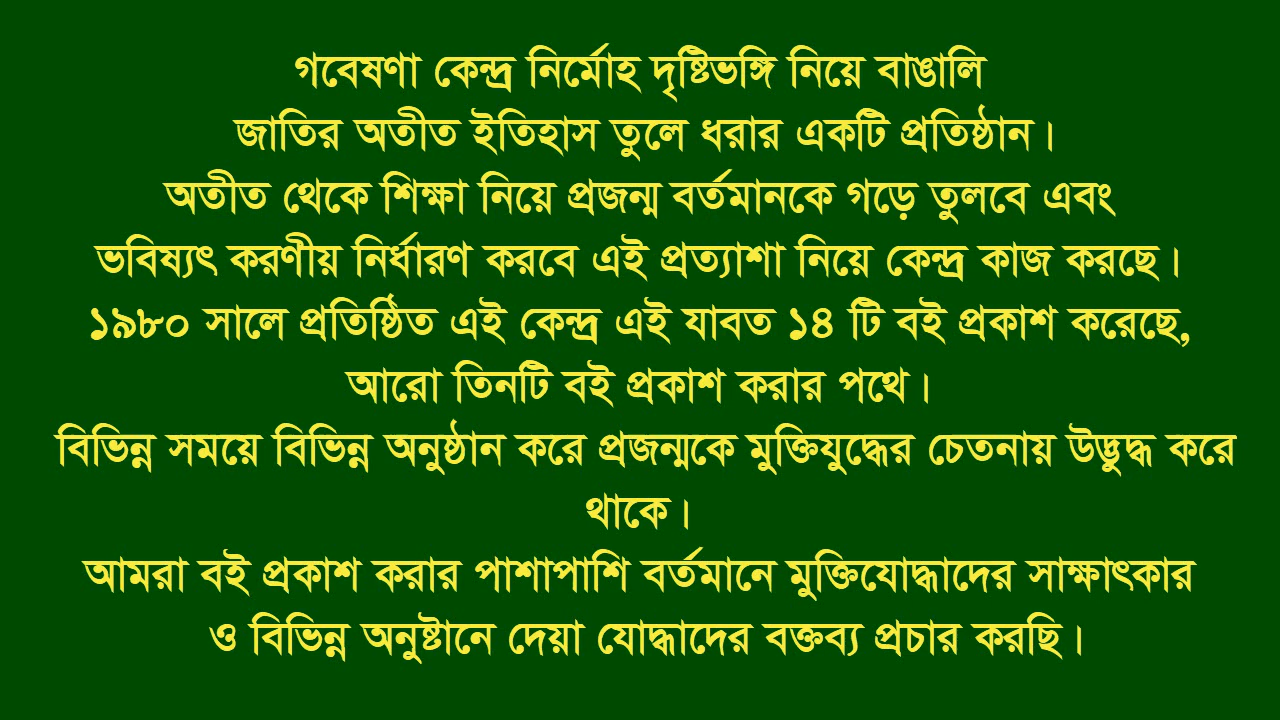 গবেষণা কেন্দ্র নির্মোহ দৃষ্টিভঙ্গি নিয়ে বাঙালি
জাতির অতীত ইতিহাস তুলে ধরার একটি প্রতিষ্ঠান।
অতীত থেকে শিক্ষা নিয়ে প্রজন্ম বর্তমানকে গড়ে তুলবে এবং
ভবিষ্যৎ করণীয় নির্ধারণ করবে এই প্রত্যাশা নিয়ে কেন্দ্র কাজ করছে।
১৯৮০ সালে প্রতিষ্ঠিত এই কেন্দ্র এই যাবত ১৪ টি বই প্রকাশ করেছে,
আরো তিনটি বই প্রকাশ করার পথে।
বিভিন্ন সময়ে বিভিন্ন অনুষ্ঠান করে প্রজন্মকে মুক্তিযুদ্ধের চেতনায় উদ্ভুদ্ধ করে
থাকে।
আমরা বই প্রকাশ করার পাশাপাশি বর্তমানে মুক্তিযোদ্ধাদের সাক্ষাৎকার
ও বিভিন্ন অনুষ্টানে দেয়া যোদ্ধাদের বক্তব্য প্রচার করছি।